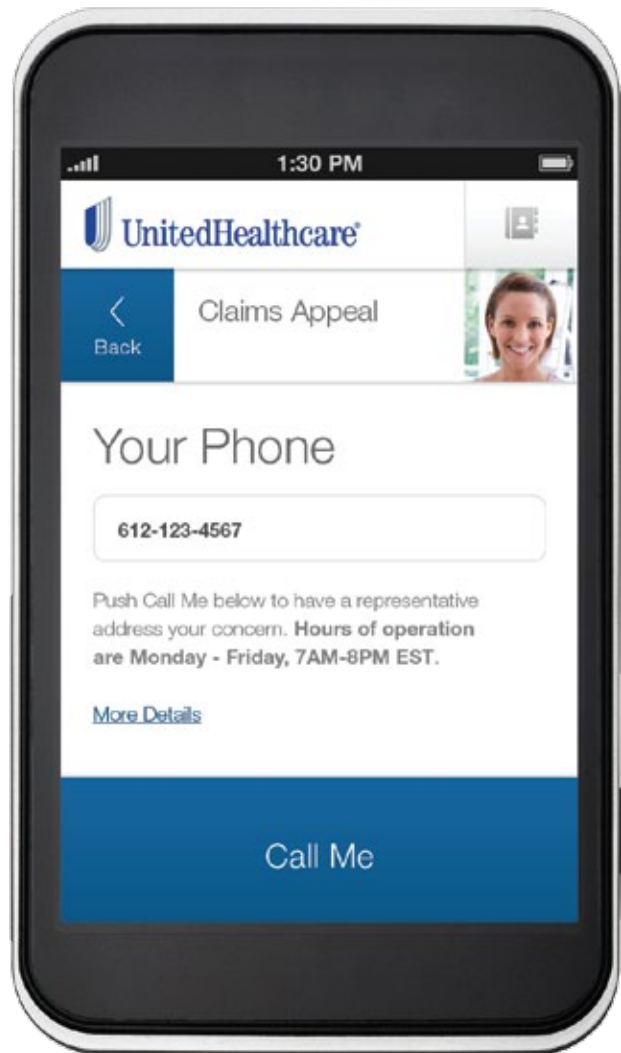 1:30 PM
UnitedHealthcare®
Claims Appeal
Back
Your Phone
612-123-4567
Push Call Me below to have a representative
address your concern. Hours of operation
are Monday - Friday, 7AM-8PM EST.
More Details
Call Me